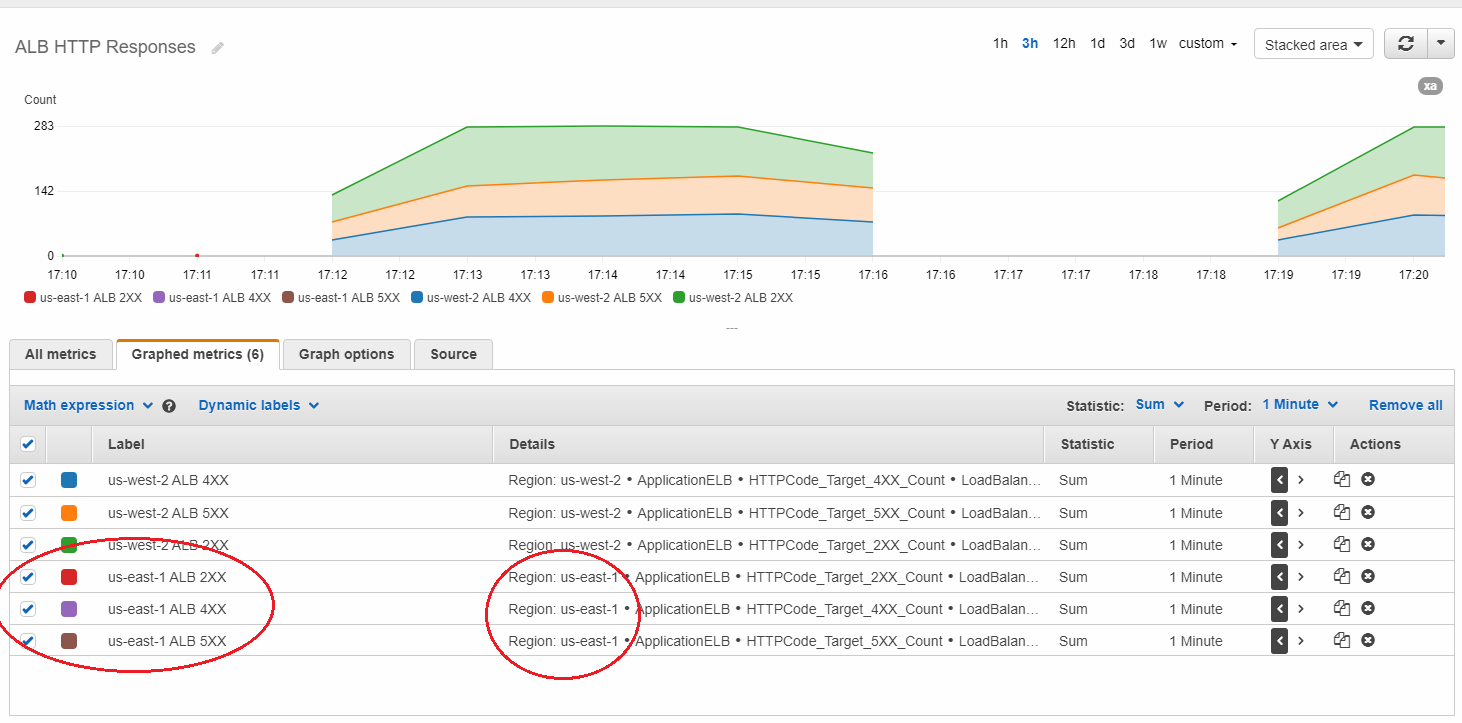 ALB HTTP Responses 1h 3h 12h 1d 3d 1w custom Stacked area
xa
Count
283
142
0
17:10 17:10 17:11 17:11 17:12 17:12 17:13 17:13 17:14 17:14 17:15 17:15 17:16 17:16 17:17 17:17 17:18 17:18 17:19 17:19 17:20
us-east-1 ALB 2XX us-east-1 ALB 4XX us-east-1 ALB 5XX us-west-2 ALB 4XX us-west-2 ALB 5XX us-west-2 ALB 2XX
All metrics Graphed metrics (6) Graph options Source
Math expression ? Dynamic labels Statistic: Sum Period: 1 Minute Remove all
Label Details Statistic Period Y Axis Actions
us-west-2 ALB 4XX Region: us-west-2 • ApplicationELB • HTTPCode_Target_4XX_Count • LoadBalan... Sum 1 Minute < >
us-west-2 ALB 5XX Region: us-west-2 • ApplicationELB • HTTPCode_Target_5XX_Count • LoadBalan... Sum 1 Minute < >
us-west-2 ALB 2XX Region: us-west-2 • ApplicationELB • HTTPCode_Target_2XX_Count • LoadBalan... Sum 1 Minute < >
us-east-1 ALB 2XX Region: us-east-1 • ApplicationELB • HTTPCode_Target_2XX_Count • LoadBalan... Sum 1 Minute < >
us-east-1 ALB 4XX Region: us-east-1 • ApplicationELB • HTTPCode_Target_4XX_Count • LoadBalan... Sum 1 Minute < >
us-east-1 ALB 5XX Region: us-east-1 • ApplicationELB • HTTPCode_Target_5XX_Count • LoadBalan... Sum 1 Minute < >